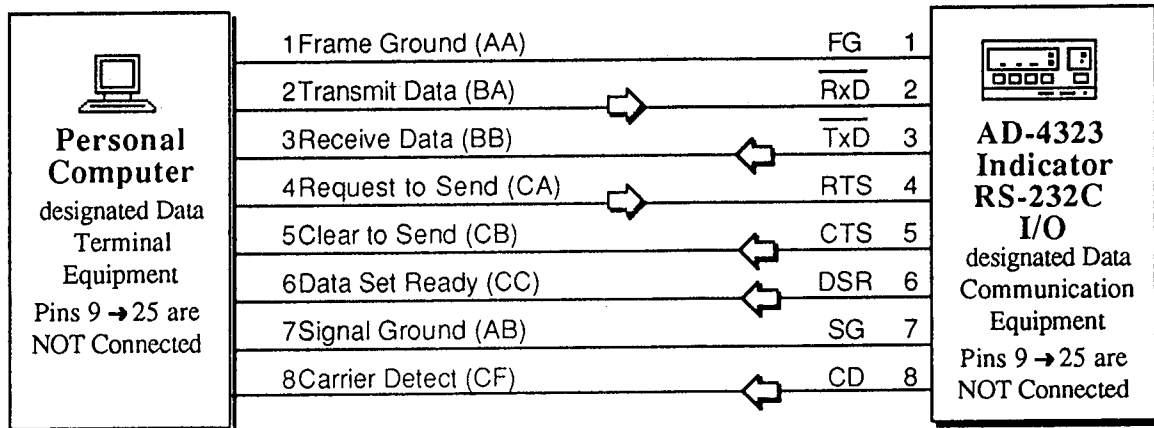 Personal
Computer
designated Data
Terminal
Equipment
Pins 9 → 25 are
NOT Connected
1 Frame Ground (AA) FG 1
2 Transmit Data (BA) R̅x̅D̅ 2
3 Receive Data (BB) T̅x̅D̅ 3
4 Request to Send (CA) RTS 4
5 Clear to Send (CB) CTS 5
6 Data Set Ready (CC) DSR 6
7 Signal Ground (AB) SG 7
8 Carrier Detect (CF) CD 8
AD-4323
Indicator
RS-232C
I/O
designated Data
Communication
Equipment
Pins 9 → 25 are
NOT Connected